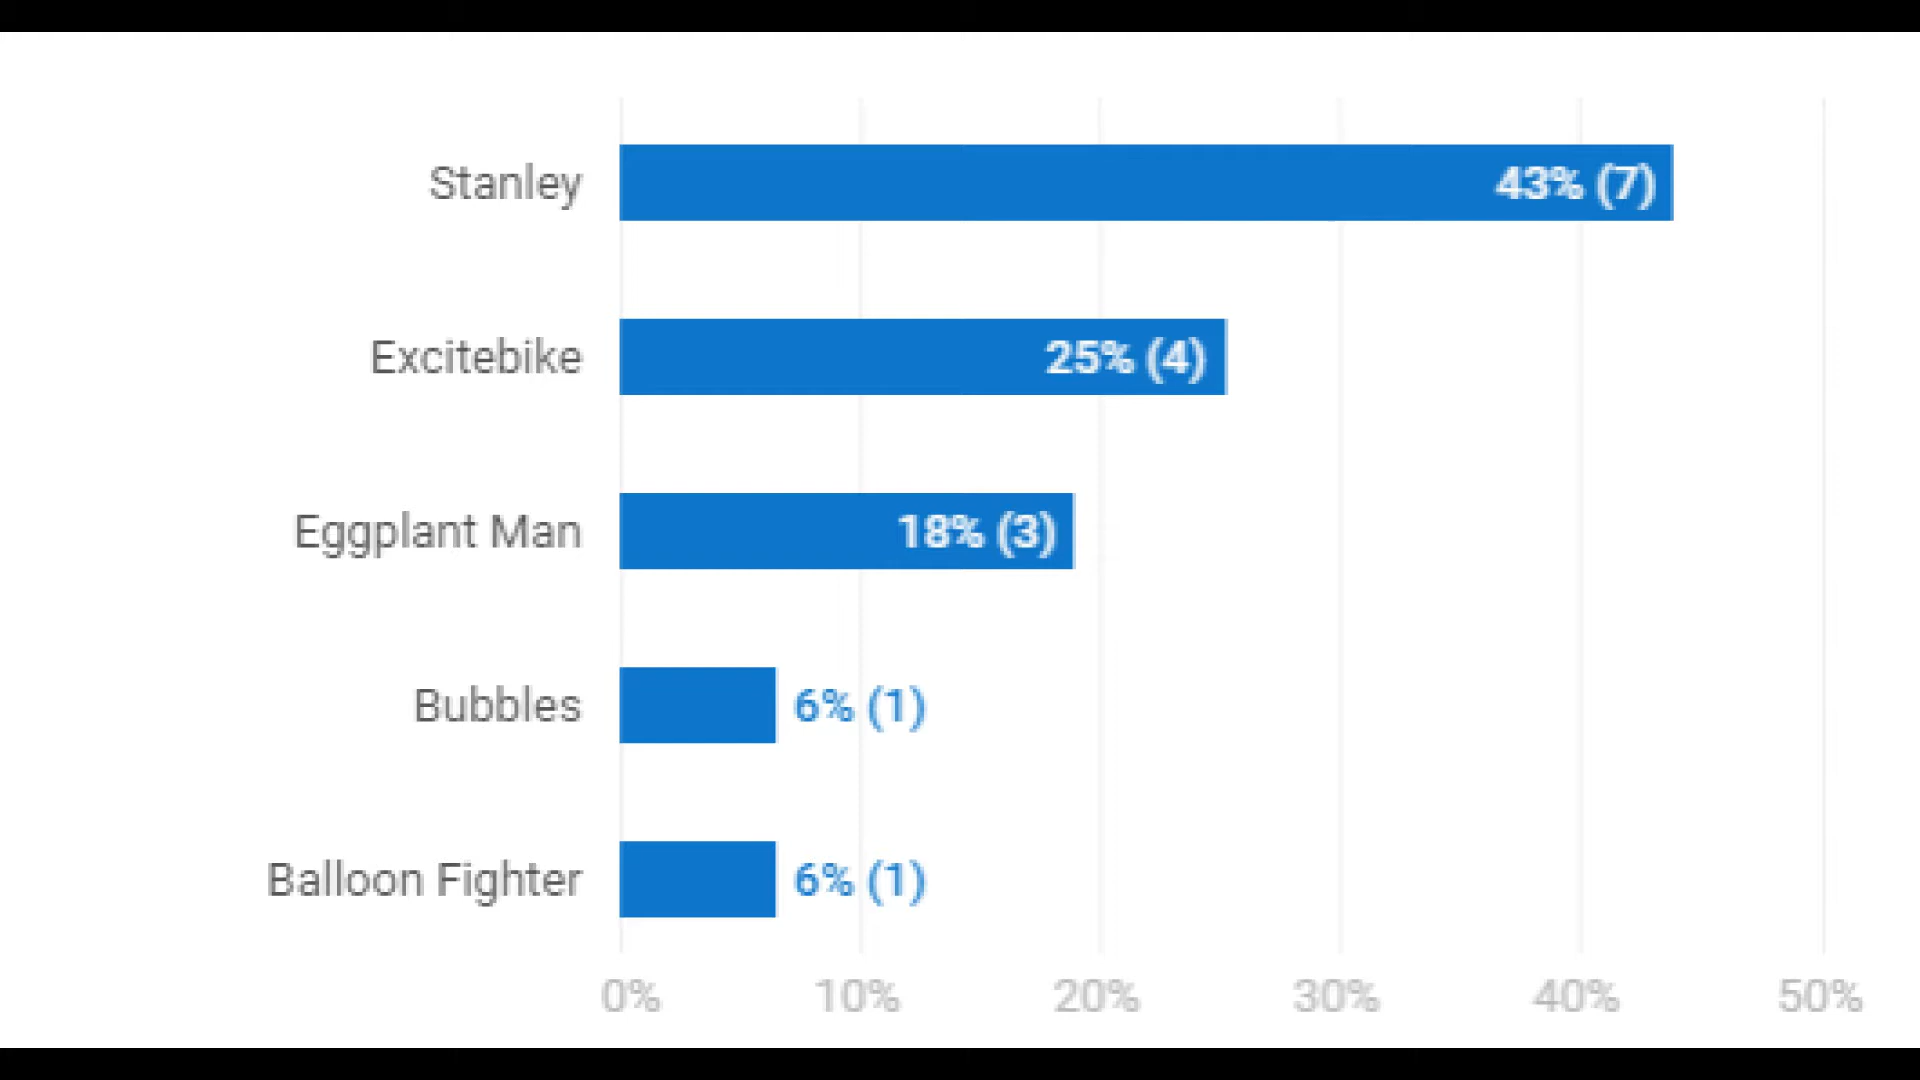 Stanley 43% (7)
Excitebike 25% (4)
Eggplant Man 18% (3)
Bubbles 6% (1)
Balloon Fighter 6% (1)
0% 10% 20% 30% 40% 50%